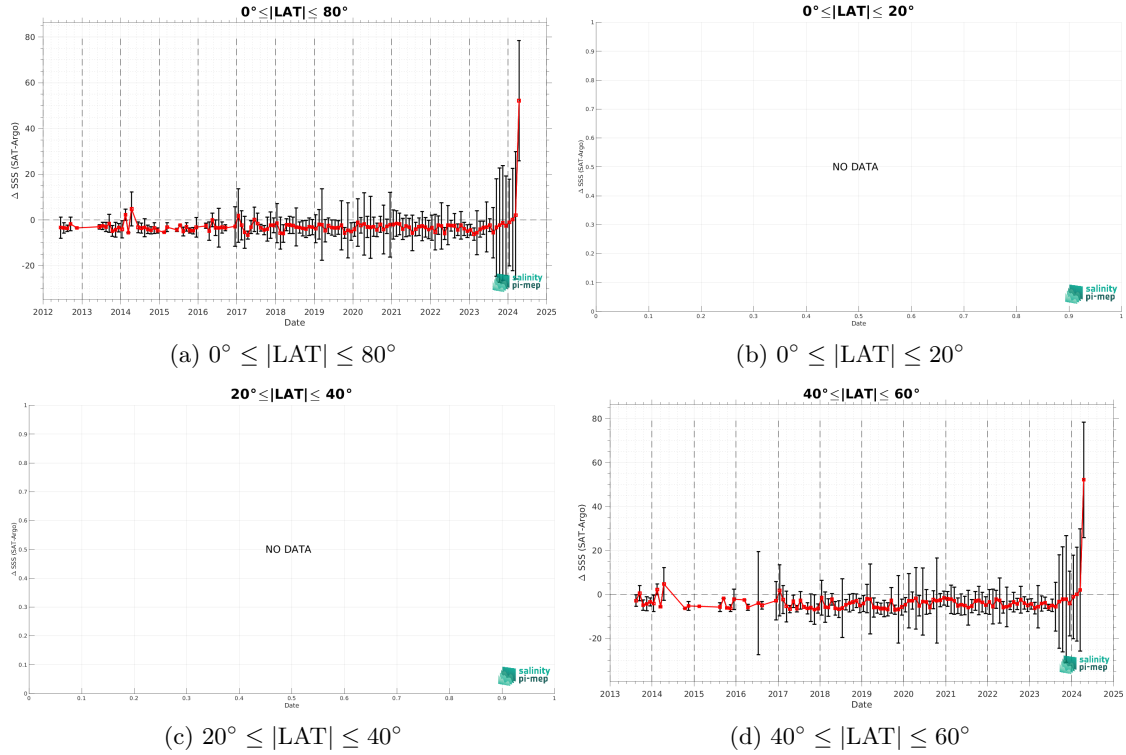 0°≤|LAT|≤ 80°
Δ SSS (SAT-Argo)
80
60
40
20
0
-20
2012 2013 2014 2015 2016 2017 2018 2019 2020 2021 2022 2023 2024 2025
Date
salinity
pi-mep
(a) 0° ≤ |LAT| ≤ 80°
0°≤|LAT|≤ 20°
Δ SSS (SAT-Argo)
1
0.9
0.8
0.7
0.6
0.5
0.4
0.3
0.2
0.1
0
NO DATA
0 0.1 0.2 0.3 0.4 0.5 0.6 0.7 0.8 0.9 1
Date
salinity
pi-mep
(b) 0° ≤ |LAT| ≤ 20°
20°≤|LAT|≤ 40°
Δ SSS (SAT-Argo)
1
0.9
0.8
0.7
0.6
0.5
0.4
0.3
0.2
0.1
0
NO DATA
0 0.1 0.2 0.3 0.4 0.5 0.6 0.7 0.8 0.9 1
Date
salinity
pi-mep
(c) 20° ≤ |LAT| ≤ 40°
40°≤|LAT|≤ 60°
Δ SSS (SAT-Argo)
80
60
40
20
0
-20
2013 2014 2015 2016 2017 2018 2019 2020 2021 2022 2023 2024 2025
Date
salinity
pi-mep
(d) 40° ≤ |LAT| ≤ 60°